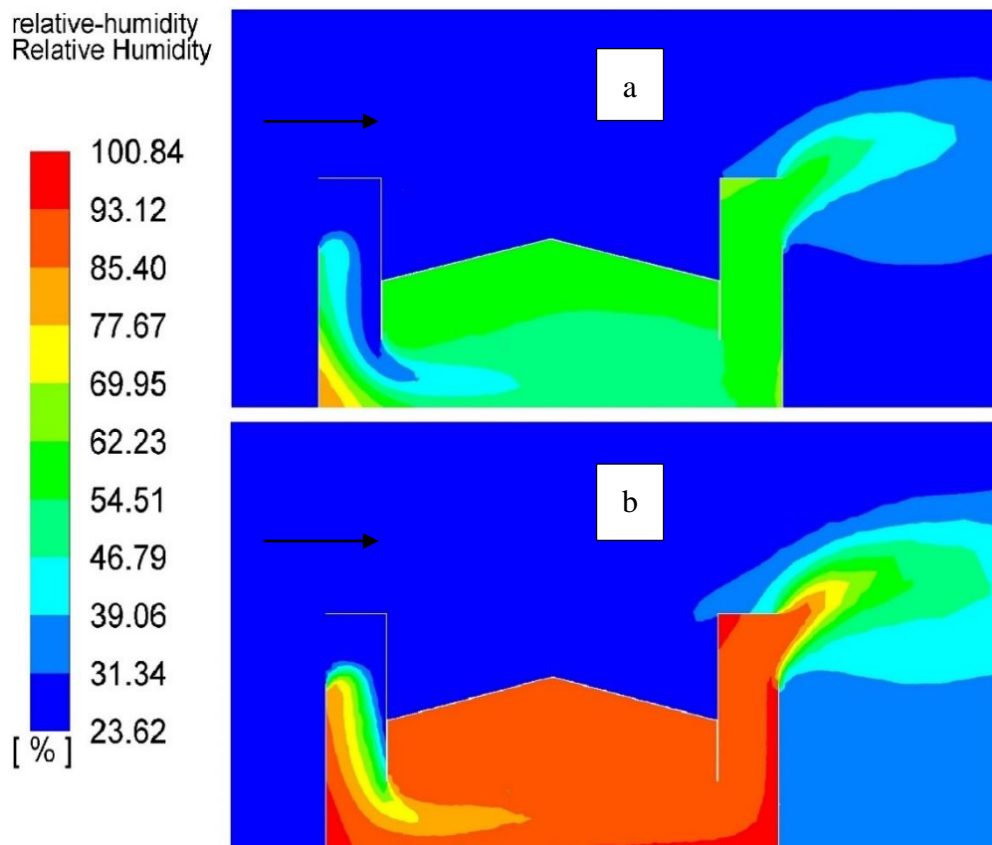 relative-humidity
Relative Humidity
100.84
93.12
85.40
77.67
69.95
62.23
54.51
46.79
39.06
31.34
23.62
[ % ]
a
b